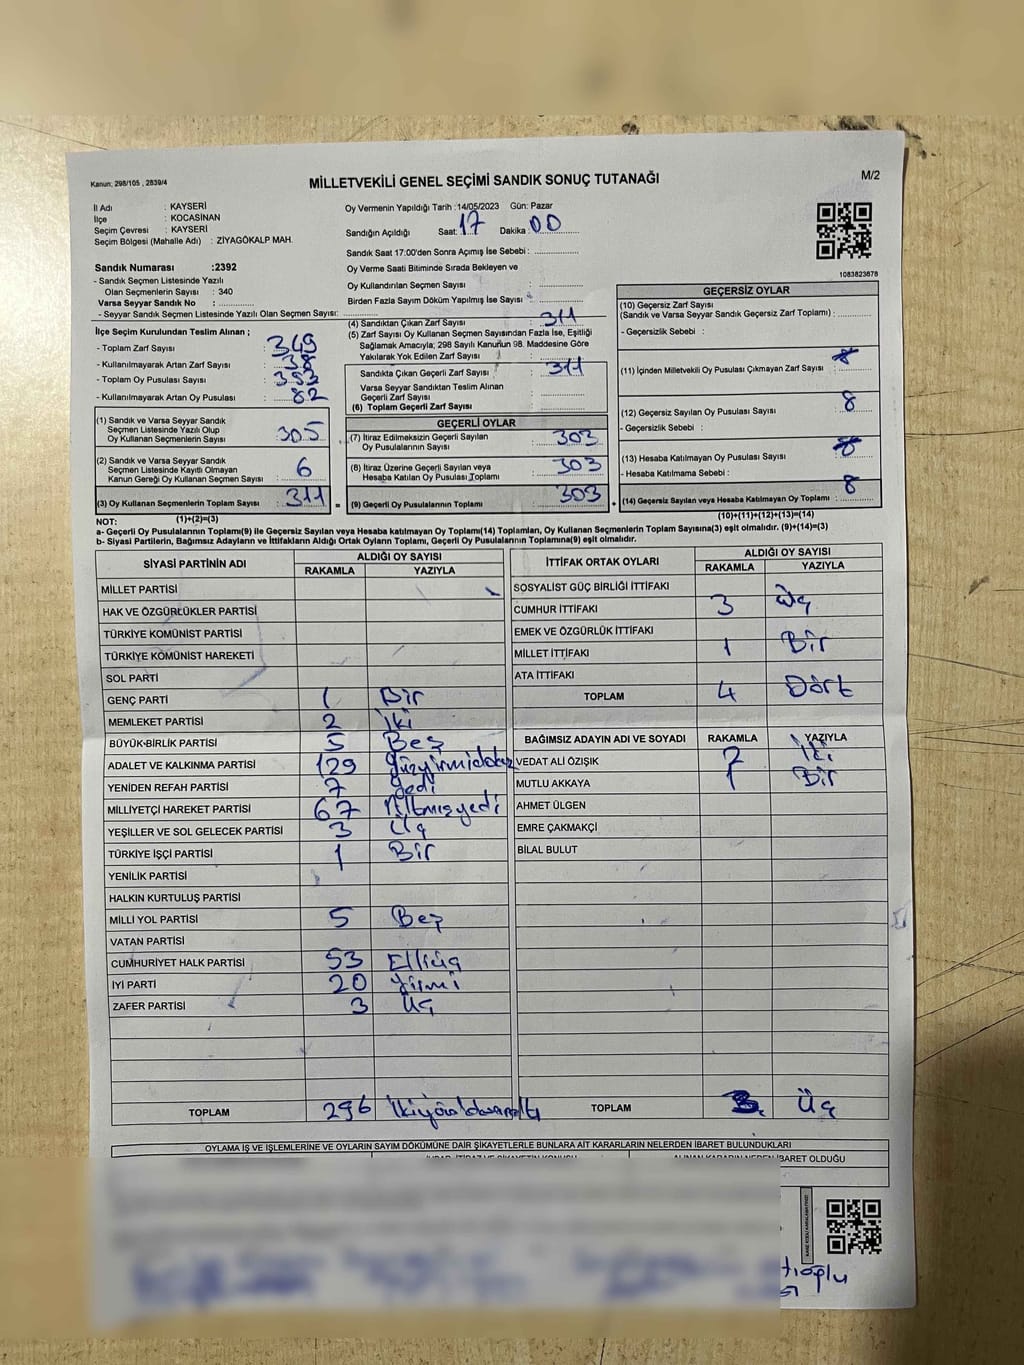 Kanun; 298/105 , 2839/4
MİLLETVEKİLİ GENEL SEÇİMİ SANDIK SONUÇ TUTANAĞI
M/2
İl Adı : KAYSERİ
İlçe : KOCASİNAN
Seçim Çevresi : KAYSERİ
Seçim Bölgesi (Mahalle Adı) : ZİYAGÖKALP MAH.
Oy Vermenin Yapıldığı Tarih :14/05/2023 Gün: Pazar
Sandığın Açıldığı Saat: 17 Dakika: 00
Sandık Saat 17:00'den Sonra Açımış İse Sebebi :
Oy Verme Saati Bitiminde Sırada Bekleyen ve
Oy Kullandırılan Seçmen Sayısı
Birden Fazla Sayım Döküm Yapılmış İse Sayısı :
1083823678
Sandık Numarası :2392
- Sandık Seçmen Listesinde Yazılı
Olan Seçmenlerin Sayısı : 340
Varsa Seyyar Sandık No :
- Seyyar Sandık Seçmen Listesinde Yazılı Olan Seçmen Sayısı:
İlçe Seçim Kurulundan Teslim Alınan ;
- Toplam Zarf Sayısı : 349
- Kullanılmayarak Artan Zarf Sayısı : 38
- Toplam Oy Pusulası Sayısı : 393
- Kullanılmayarak Artan Oy Pusulası : 82
(1) Sandık ve Varsa Seyyar Sandık
Seçmen Listesinde Yazılı Olup
Oy Kullanan Seçmenlerin Sayısı : 305
(2) Sandık ve Varsa Seyyar Sandık
Seçmen Listesinde Kayıtlı Olmayan
Kanun Gereği Oy Kullanan Seçmen Sayısı : 6
(3) Oy Kullanan Seçmenlerin Toplam Sayısı : 311
(1)+(2)=(3)
(4) Sandıktan Çıkan Zarf Sayısı : 311
(5) Zarf Sayısı Oy Kullanan Seçmen Sayısından Fazla İse, Eşitliği
Sağlamak Amacıyla; 298 Sayılı Kanunun 98. Maddesine Göre
Yakılarak Yok Edilen Zarf Sayısı :
Sandıkta Çıkan Geçerli Zarf Sayısı : 311
Varsa Seyyar Sandıktan Teslim Alınan
Geçerli Zarf Sayısı :
(6) Toplam Geçerli Zarf Sayısı :
GEÇERLİ OYLAR
(7) İtiraz Edilmeksizin Geçerli Sayılan
Oy Pusulalarının Sayısı : 303
(8) İtiraz Üzerine Geçerli Sayılan veya
Hesaba Katılan Oy Pusulası Toplamı : 303
(9) Geçerli Oy Pusulalarının Toplamı : 303
GEÇERSİZ OYLAR
(10) Geçersiz Zarf Sayısı
(Sandık ve Varsa Seyyar Sandık Geçersiz Zarf Toplamı) :
- Geçersizlik Sebebi :
(11) İçinden Milletvekili Oy Pusulası Çıkmayan Zarf Sayısı :
(12) Geçersiz Sayılan Oy Pusulası Sayısı : 8
- Geçersizlik Sebebi :
(13) Hesaba Katılmayan Oy Pusulası Sayısı :
- Hesaba Katılmama Sebebi :
(14) Geçersiz Sayılan veya Hesaba Katılmayan Oy Toplamı : 8
(10)+(11)+(12)+(13)=(14)
NOT:
a- Geçerli Oy Pusulalarının Toplamı(9) ile Geçersiz Sayılan veya Hesaba katılmayan Oy Toplamı(14) Toplamları, Oy Kullanan Seçmenlerin Toplam Sayısına(3) eşit olmalıdır. (9)+(14)=(3)
b- Siyasi Partilerin, Bağımsız Adayların ve İttifakların Aldığı Ortak Oyların Toplamı, Geçerli Oy Pusulalarının Toplamına(9) eşit olmalıdır.
SİYASİ PARTİNİN ADI ALDIĞI OY SAYISI
RAKAMLA YAZIYLA
MİLLET PARTİSİ
HAK VE ÖZGÜRLÜKLER PARTİSİ
TÜRKİYE KOMÜNİST PARTİSİ
TÜRKİYE KOMÜNİST HAREKETİ
SOL PARTİ
GENÇ PARTİ 1 Bir
MEMLEKET PARTİSİ 2 İki
BÜYÜK BİRLİK PARTİSİ 5 Beş
ADALET VE KALKINMA PARTİSİ 129 Yüzyirmidokuz
YENİDEN REFAH PARTİSİ 7 Yedi
MİLLİYETÇİ HAREKET PARTİSİ 67 Altmışyedi
YEŞİLLER VE SOL GELECEK PARTİSİ 3 Üç
TÜRKİYE İŞÇİ PARTİSİ 1 Bir
YENİLİK PARTİSİ
HALKIN KURTULUŞ PARTİSİ
MİLLİ YOL PARTİSİ 5 Beş
VATAN PARTİSİ
CUMHURİYET HALK PARTİSİ 53 Elliüç
İYİ PARTİ 20 Yirmi
ZAFER PARTİSİ 3 Üç
TOPLAM 296 İkiyüzdoksanaltı
İTTİFAK ORTAK OYLARI ALDIĞI OY SAYISI
RAKAMLA YAZIYLA
SOSYALİST GÜÇ BİRLİĞİ İTTİFAKI
CUMHUR İTTİFAKI 3 Üç
EMEK VE ÖZGÜRLÜK İTTİFAKI
MİLLET İTTİFAKI 1 Bir
ATA İTTİFAKI
TOPLAM 4 Dört
BAĞIMSIZ ADAYIN ADI VE SOYADI RAKAMLA YAZIYLA
VEDAT ALİ ÖZIŞIK 2 İki
MUTLU AKKAYA 1 Bir
AHMET ÜLGEN
EMRE ÇAKMAKÇİ
BİLAL BULUT
TOPLAM 3 Üç
OYLAMA İŞ VE İŞLEMLERİNE VE OYLARIN SAYIM DÖKÜMÜNE DAİR ŞİKAYETLERLE BUNLARA AİT KARARLARIN NELERDEN İBARET BULUNDUKLARI
İBARET OLDUĞU